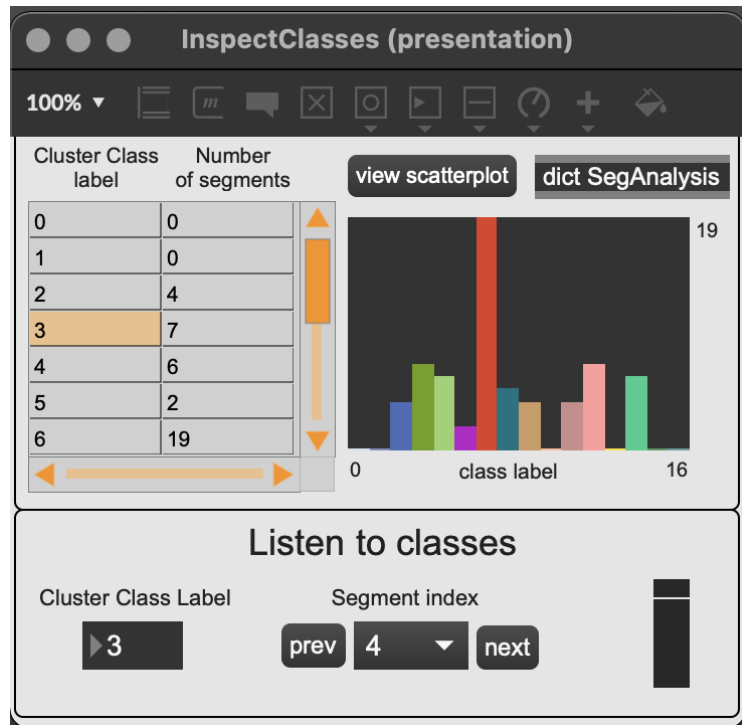 InspectClasses (presentation)
100%
m
Cluster Class label
Number of segments
view scatterplot
dict SegAnalysis
0 0
1 0
2 4
3 7
4 6
5 2
6 19
19
0 class label 16
Listen to classes
Cluster Class Label Segment index
3 prev 4 next